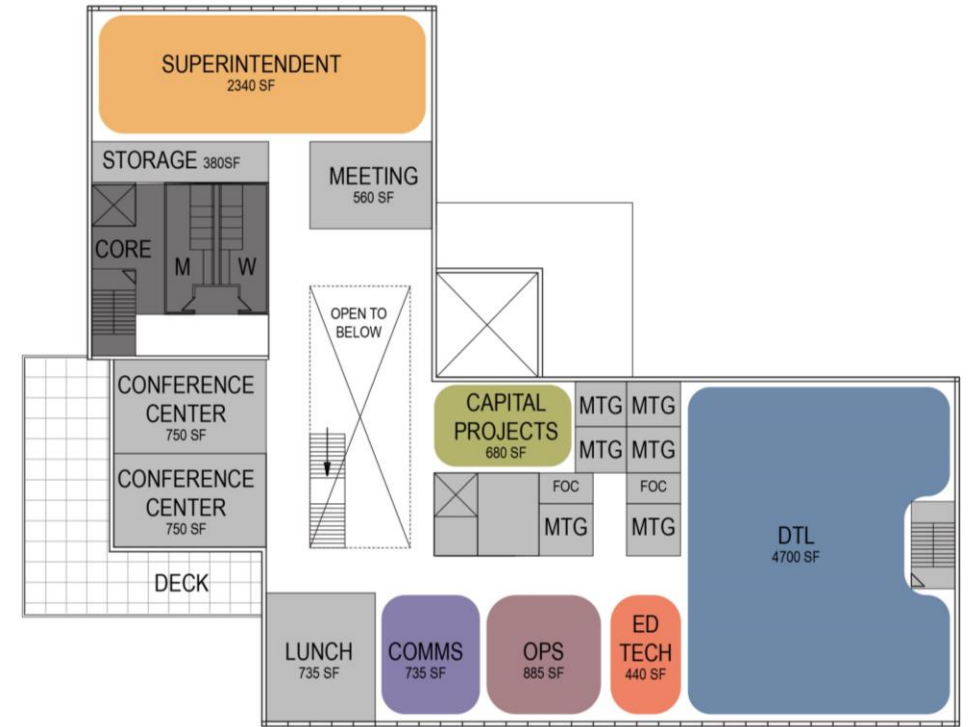 SUPERINTENDENT
2340 SF
STORAGE 380SF
MEETING
560 SF
CORE
M
W
OPEN TO
BELOW
CONFERENCE
CENTER
750 SF
CONFERENCE
CENTER
750 SF
DECK
CAPITAL
PROJECTS
680 SF
MTG MTG
MTG MTG
FOC
FOC
MTG
MTG
DTL
4700 SF
LUNCH
735 SF
COMMS
735 SF
OPS
885 SF
ED
TECH
440 SF